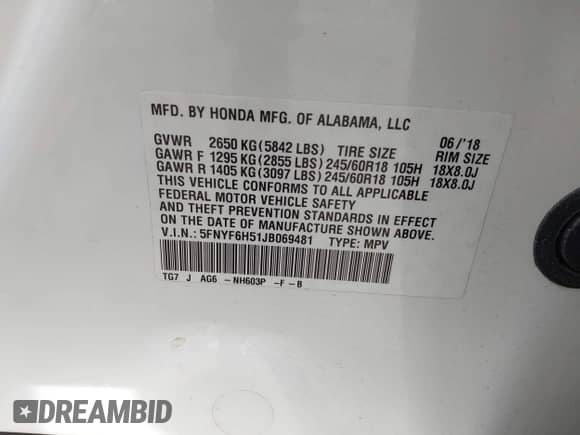 MFD. BY HONDA MFG. OF ALABAMA, LLC 06/'18
GVWR 2650 KG(5842 LBS) TIRE SIZE RIM SIZE
GAWR F 1295 KG(2855 LBS)245/60R18 105H 18X8.0J
GAWR R 1405 KG(3097 LBS)245/60R18 105H 18X8.0J
THIS VEHICLE CONFORMS TO ALL APPLICABLE
FEDERAL MOTOR VEHICLE SAFETY
AND THEFT PREVENTION STANDARDS IN EFFECT
ON THE DATE OF MANUFACTURE SHOWN ABOVE.
V.I.N.: 5FNYF6H51JB069481 TYPE: MPV
TG7 J AG6 -NH603P -F-B
DREAMBID